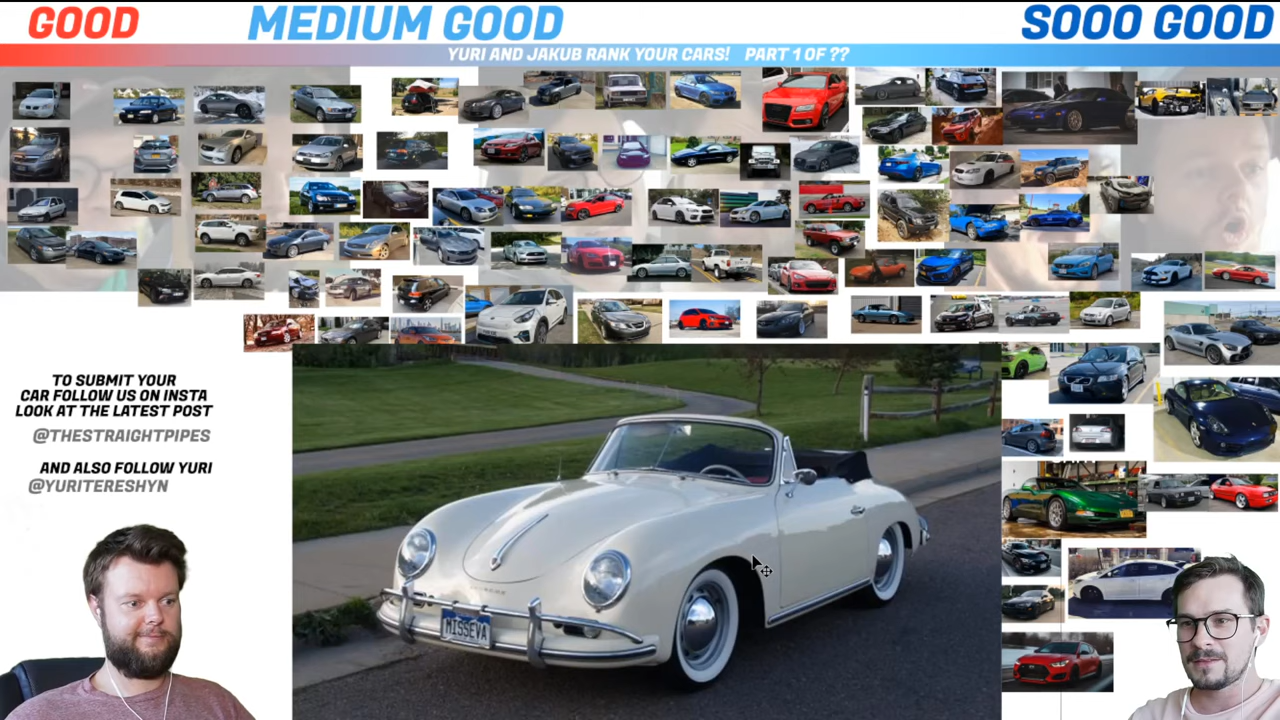 GOOD
MEDIUM GOOD
SOOO GOOD
YURI AND JAKUB RANK YOUR CARS! PART 1 OF ??
TO SUBMIT YOUR
CAR FOLLOW US ON INSTA
LOOK AT THE LATEST POST
@THESTRAIGHTPIPES
AND ALSO FOLLOW YURI
@YURITERESHYN
MISSEVA